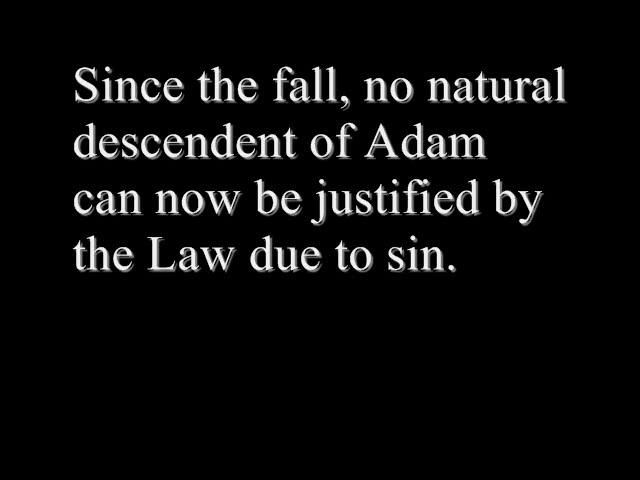 Since the fall, no natural
descendent of Adam
can now be justified by
the Law due to sin.